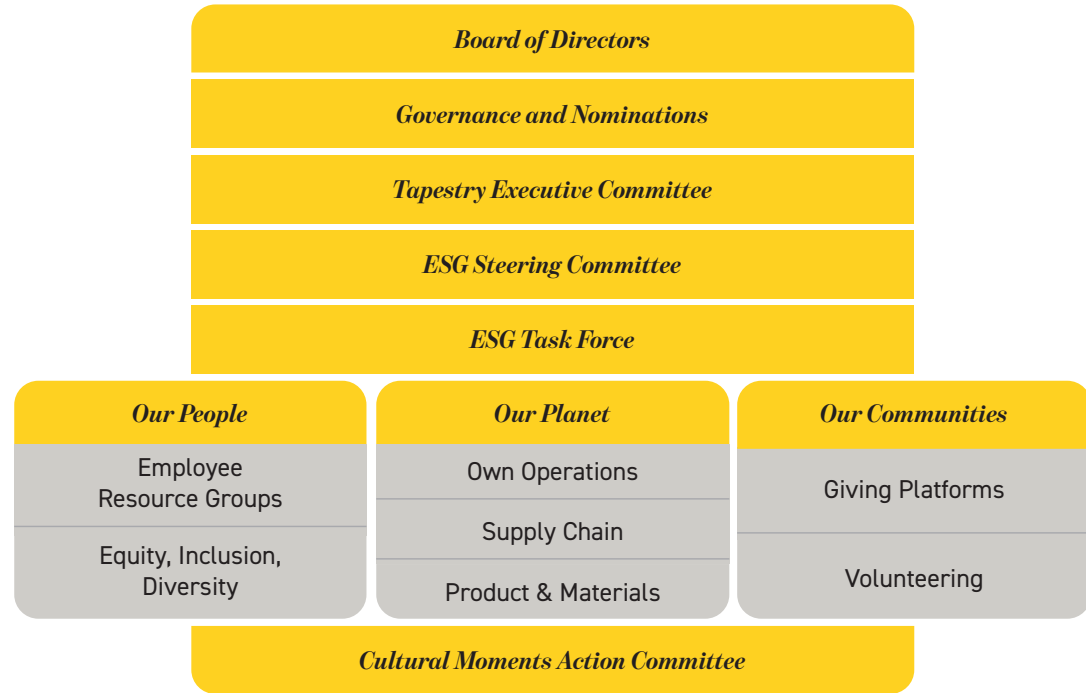 Board of Directors
Governance and Nominations
Tapestry Executive Committee
ESG Steering Committee
ESG Task Force
Our People
Employee
Resource Groups
Equity, Inclusion,
Diversity
Our Planet
Own Operations
Supply Chain
Product & Materials
Our Communities
Giving Platforms
Volunteering
Cultural Moments Action Committee